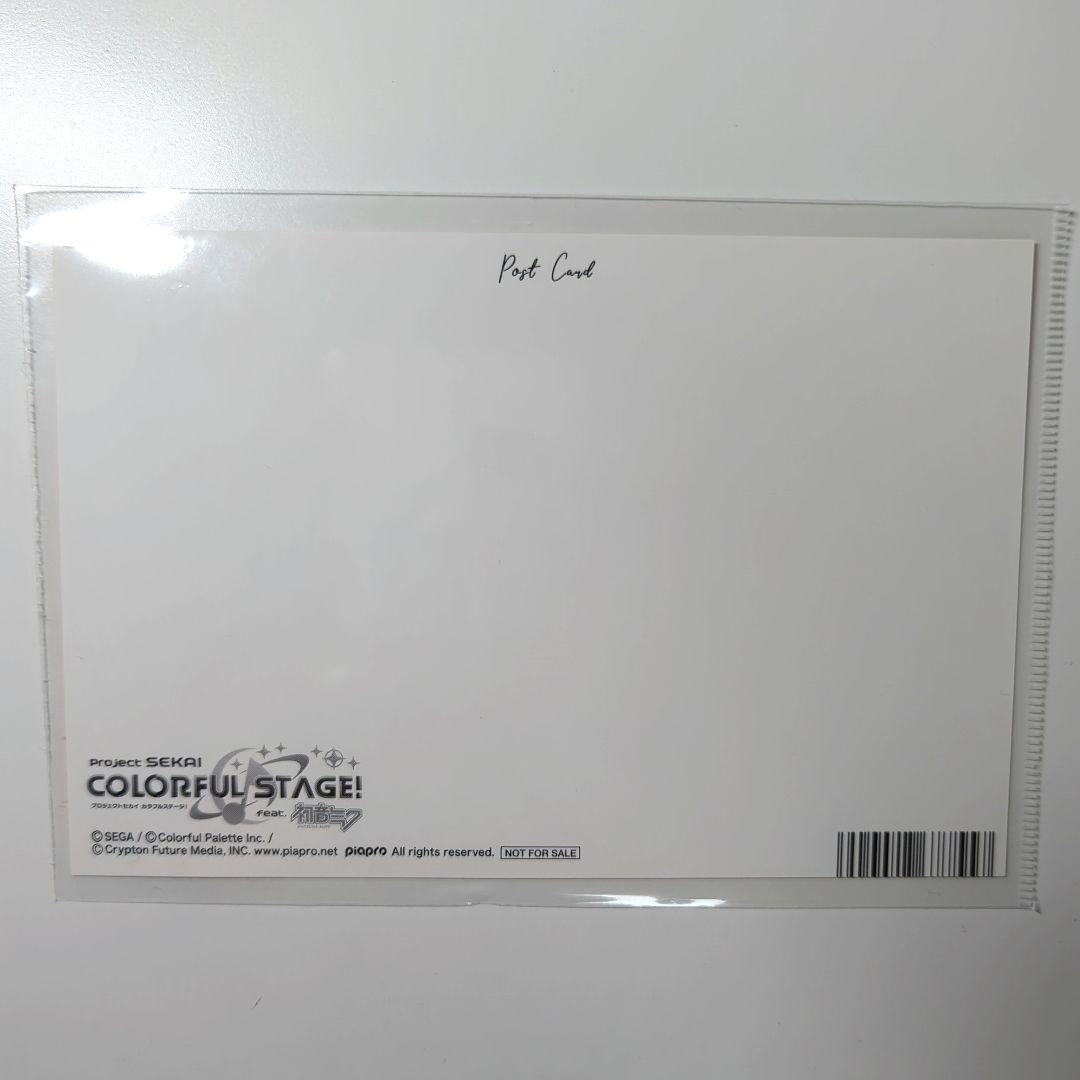 Post Card
Project SEKAI
COLORFUL STAGE!
プロジェクトセカイ カラフルステージ!
feat. 初音ミク
©SEGA / ©Colorful Palette Inc. /
©Crypton Future Media, INC. www.piapro.net piapro All rights reserved. NOT FOR SALE